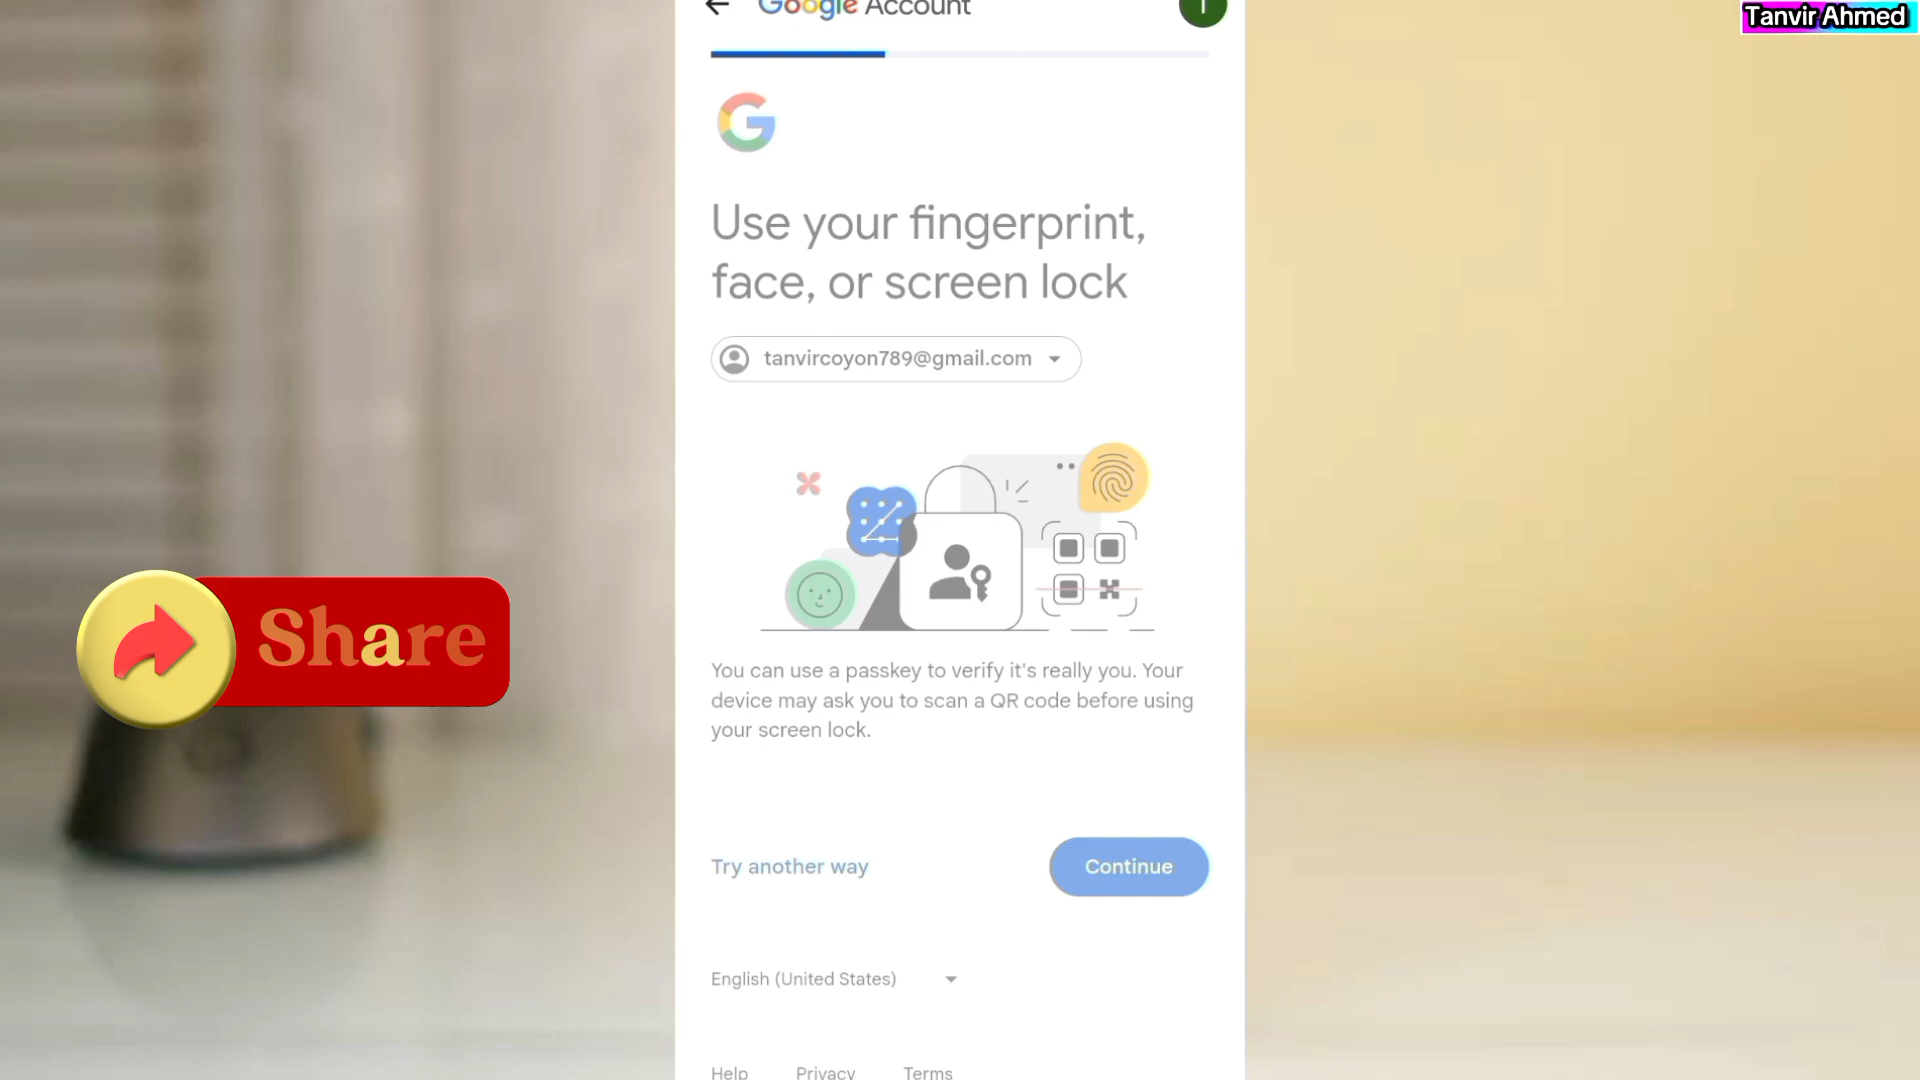 Google Account
Tanvir Ahmed
Use your fingerprint,
face, or screen lock
tanvircoyon789@gmail.com
Share
You can use a passkey to verify it's really you. Your
device may ask you to scan a QR code before using
your screen lock.
Try another way
Continue
English (United States)
Help
Privacy
Terms